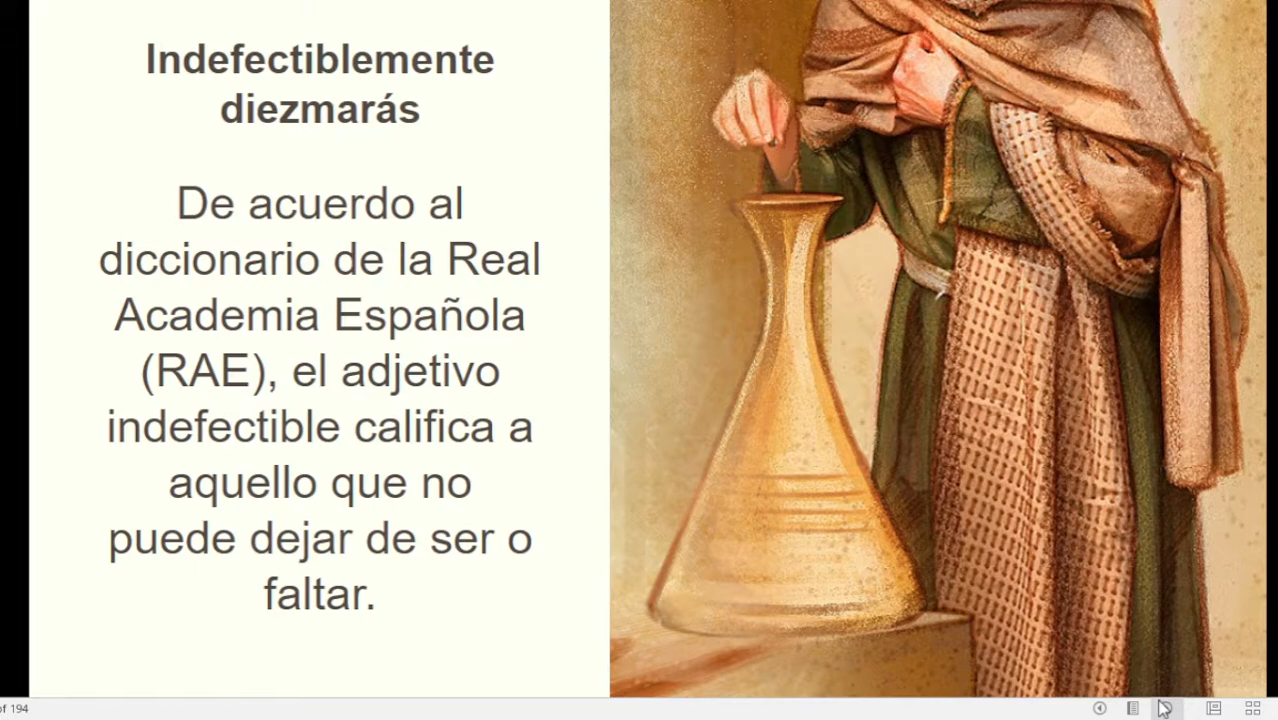 Indefectiblemente
diezmarás
De acuerdo al
diccionario de la Real
Academia Española
(RAE), el adjetivo
indefectible califica a
aquello que no
puede dejar de ser o
faltar.
of 194